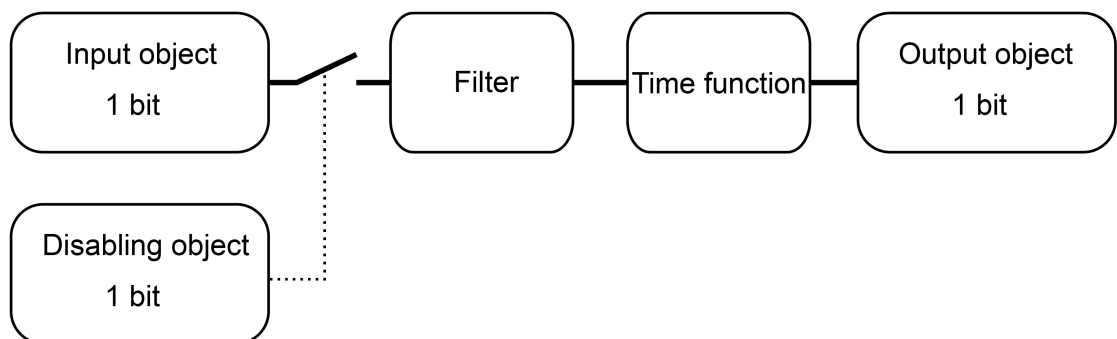 Input object
1 bit
Filter
Time function
Output object
1 bit
Disabling object
1 bit